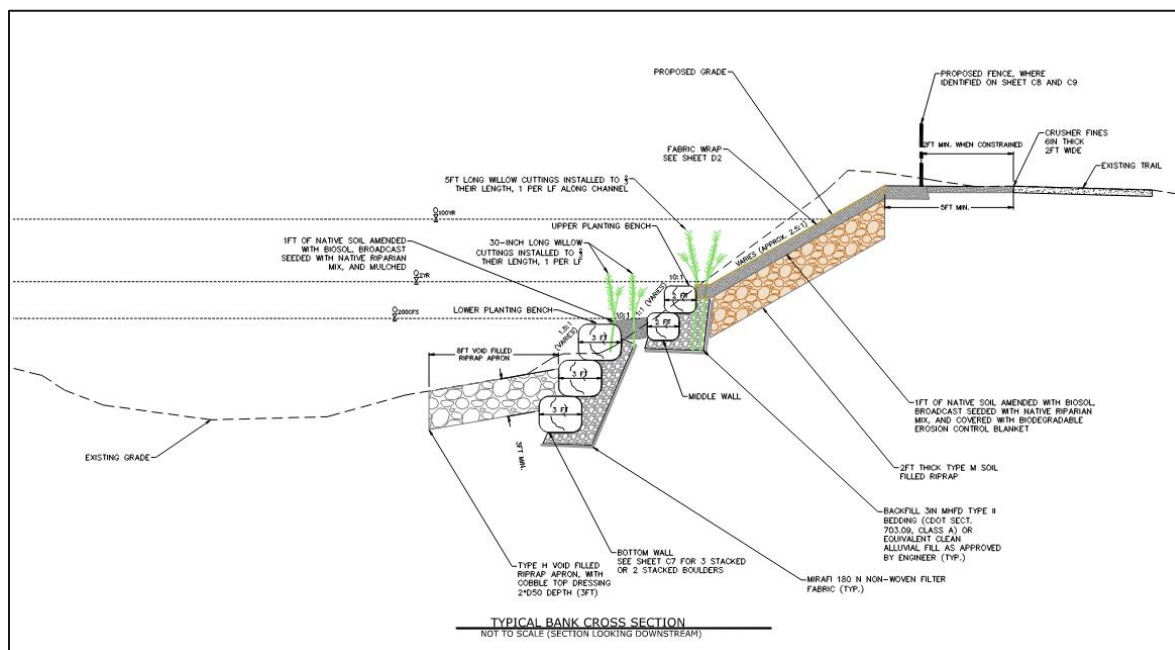 PROPOSED GRADE
PROPOSED FENCE, WHERE
IDENTIFIED ON SHEET C8 AND C9
FABRIC WRAP
SEE SHEET D2
2FT MIN. WHEN CONSTRAINED
CRUSHER FINES
6IN THICK
2FT WIDE
EXISTING TRAIL
5FT LONG WILLOW CUTTINGS INSTALLED TO ⅔
THEIR LENGTH, 1 PER LF ALONG CHANNEL
5FT MIN.
100YR
UPPER PLANTING BENCH
1FT OF NATIVE SOIL AMENDED
WITH BIOSOL, BROADCAST
SEEDED WITH NATIVE RIPARIAN
MIX, AND MULCHED
30-INCH LONG WILLOW
CUTTINGS INSTALLED TO ⅔
THEIR LENGTH, 1 PER LF
VARIES (APPROX. 2.5:1)
2YR
10:1
2 FT
1:1 (VARIES)
LOWER PLANTING BENCH
200CFS
10:1
2 FT
1.5:1
(VARIES)
3 FT
8FT VOID FILLED
RIPRAP APRON
3 FT
MIDDLE WALL
3 FT
1FT OF NATIVE SOIL AMENDED WITH BIOSOL,
BROADCAST SEEDED WITH NATIVE RIPARIAN
MIX, AND COVERED WITH BIODEGRADABLE
EROSION CONTROL BLANKET
EXISTING GRADE
3FT MIN.
2FT THICK TYPE M SOIL
FILLED RIPRAP
BACKFILL 3IN MHFD TYPE II
BEDDING (CDOT SECT.
703.09, CLASS A) OR
EQUIVALENT CLEAN
ALLUVIAL FILL AS APPROVED
BY ENGINEER (TYP.)
BOTTOM WALL
SEE SHEET C7 FOR 3 STACKED
OR 2 STACKED BOULDERS
TYPE H VOID FILLED
RIPRAP APRON, WITH
COBBLE TOP DRESSING
2*D50 DEPTH (3FT)
MIRAFI 180 N NON-WOVEN FILTER
FABRIC (TYP.)
TYPICAL BANK CROSS SECTION
NOT TO SCALE (SECTION LOOKING DOWNSTREAM)